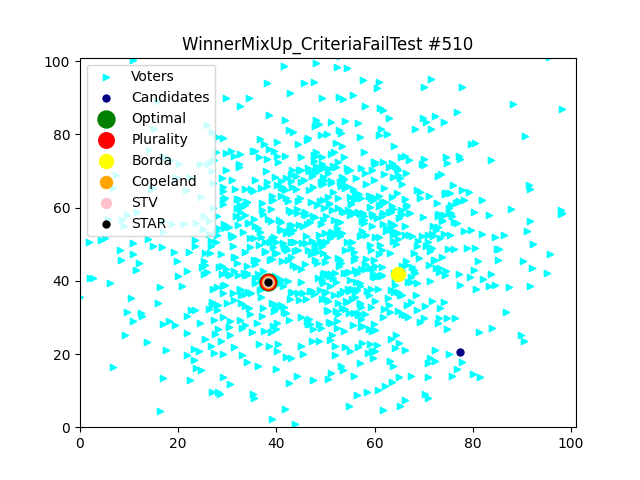 WinnerMixUp_CriteriaFailTest #510
100
80
60
40
20
0
Voters
Candidates
Optimal
Plurality
Borda
Copeland
STV
STAR
0 20 40 60 80 100